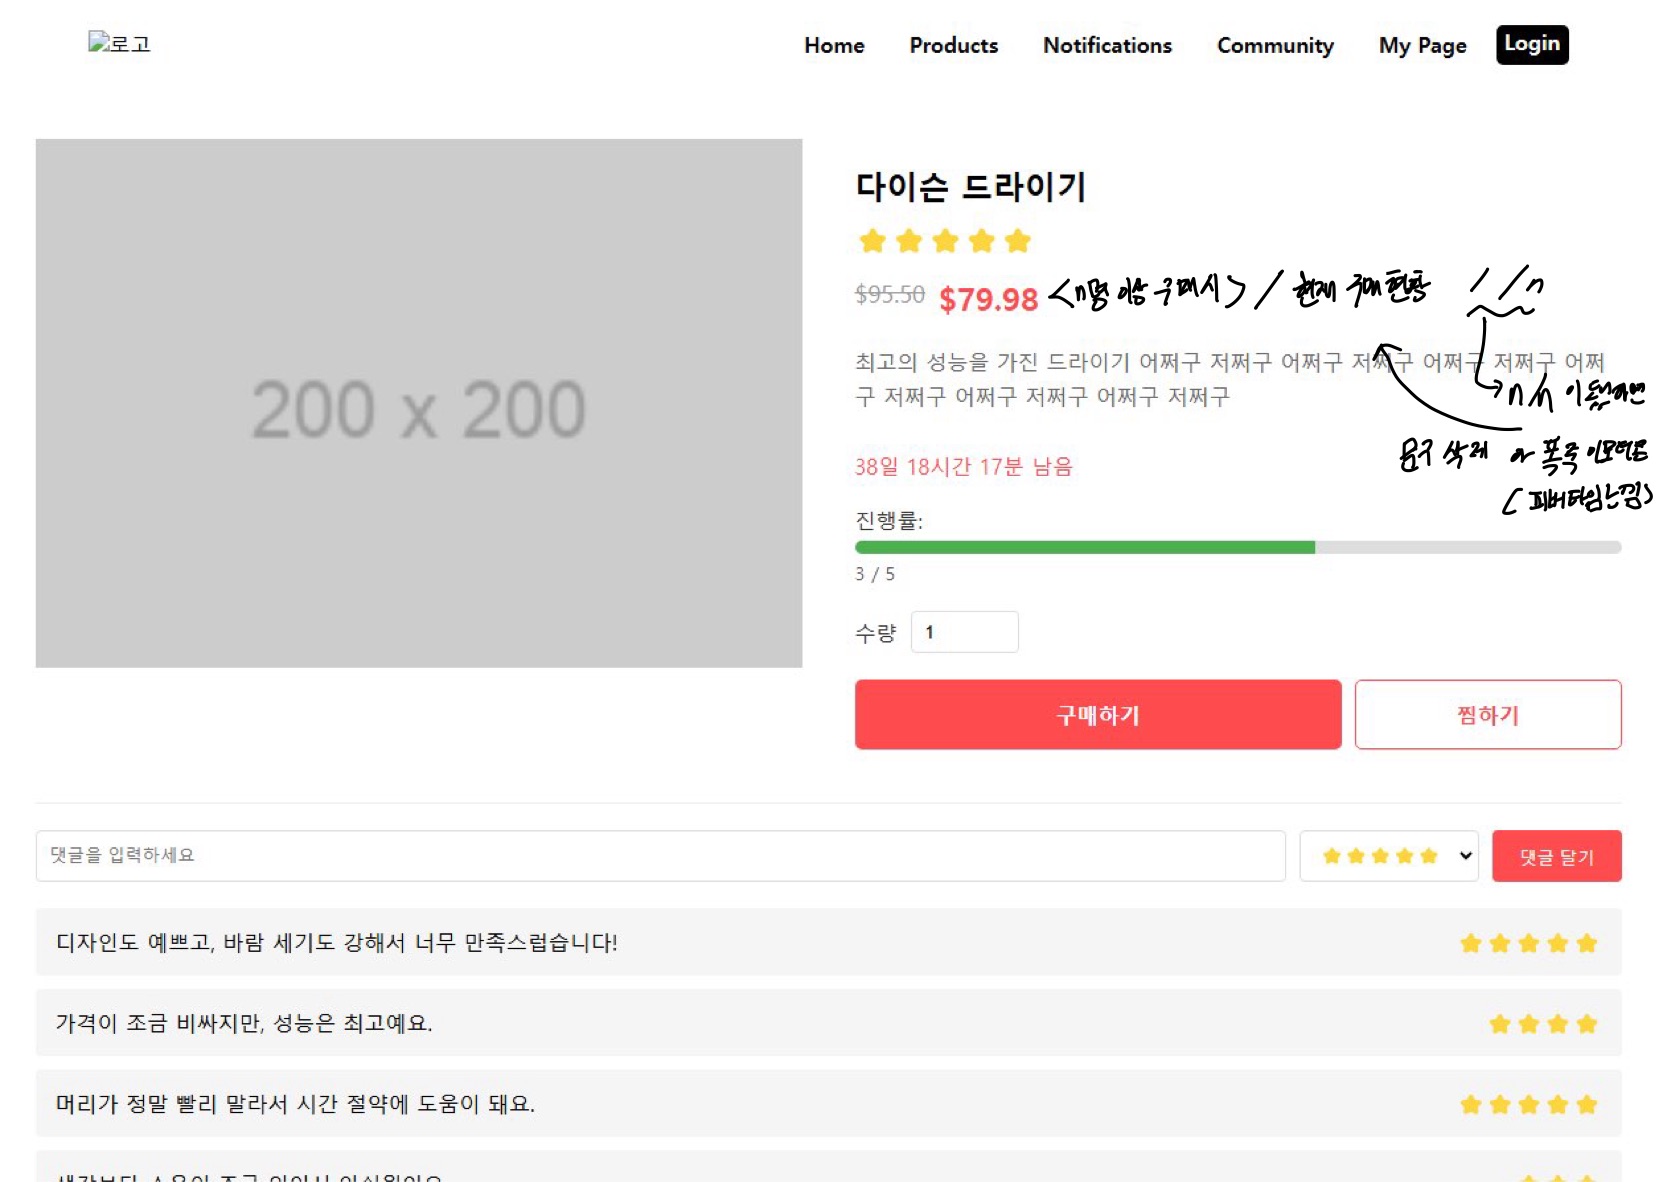 로고
Home Products Notifications Community My Page Login
200 x 200
다이슨 드라이기
$95.50 $79.98 <n명 이상 구매시> / 현재 구매 현황 1/n
최고의 성능을 가진 드라이기 어쩌구 저쩌구 어쩌구 저쩌구 어쩌구 저쩌구 어쩌
구 저쩌구 어쩌구 저쩌구 어쩌구 저쩌구
n/n 이
38일 18시간 17분 남음
문구 삭제 or 폭죽 이모티콘
(피버타임느낌)
진행률:
3 / 5
수량 1
구매하기 찜하기
댓글을 입력하세요 댓글 달기
디자인도 예쁘고, 바람 세기도 강해서 너무 만족스럽습니다!
가격이 조금 비싸지만, 성능은 최고예요.
머리가 정말 빨리 말라서 시간 절약에 도움이 돼요.